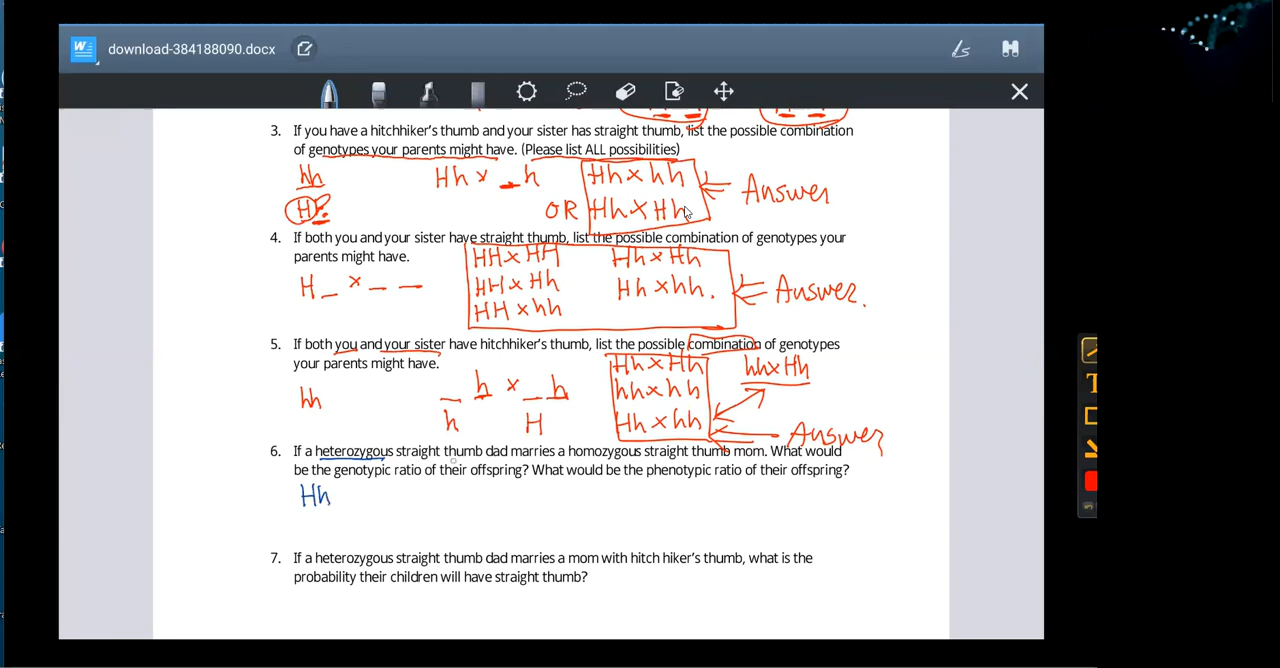 download-384188090.docx
3. If you have a hitchhiker's thumb and your sister has straight thumb, list the possible combination
of genotypes your parents might have. (Please list ALL possibilities)
hh Hh x _h Hh x hh Answer
H? OR Hh x Hh
4. If both you and your sister have straight thumb, list the possible combination of genotypes your
parents might have.
HH x HH Hh x Hh
H_ x _ _ HH x Hh Hh x hh. Answer.
HH x hh
5. If both you and your sister have hitchhiker's thumb, list the possible combination of genotypes
your parents might have.
Hh x Hh hh x Hh
hh _ h x _ h hh x hh
h H Hh x hh Answer
6. If a heterozygous straight thumb dad marries a homozygous straight thumb mom. What would
be the genotypic ratio of their offspring? What would be the phenotypic ratio of their offspring?
Hh
7. If a heterozygous straight thumb dad marries a mom with hitch hiker's thumb, what is the
probability their children will have straight thumb?